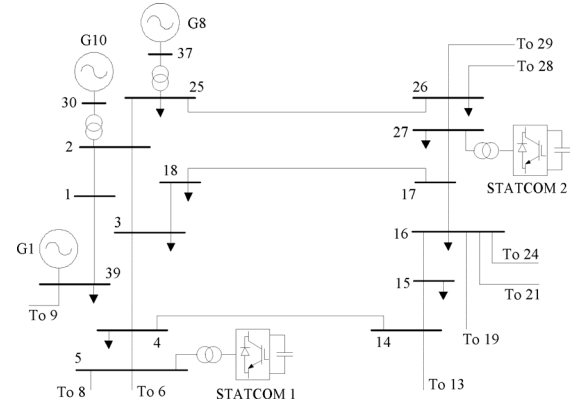 G8
37
G10
30
25
2
26
To 29
To 28
27
STATCOM 2
18
17
1
3
G1
39
To 9
16
To 24
15
To 21
To 19
4
14
5
To 8
To 6
STATCOM 1
To 13